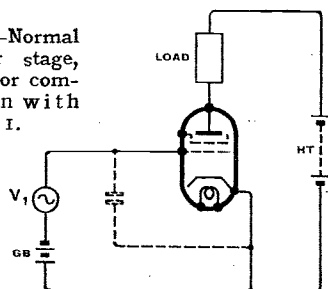 —Normal
r stage,
or com-
n with
I.
LOAD
HT
V1
GB